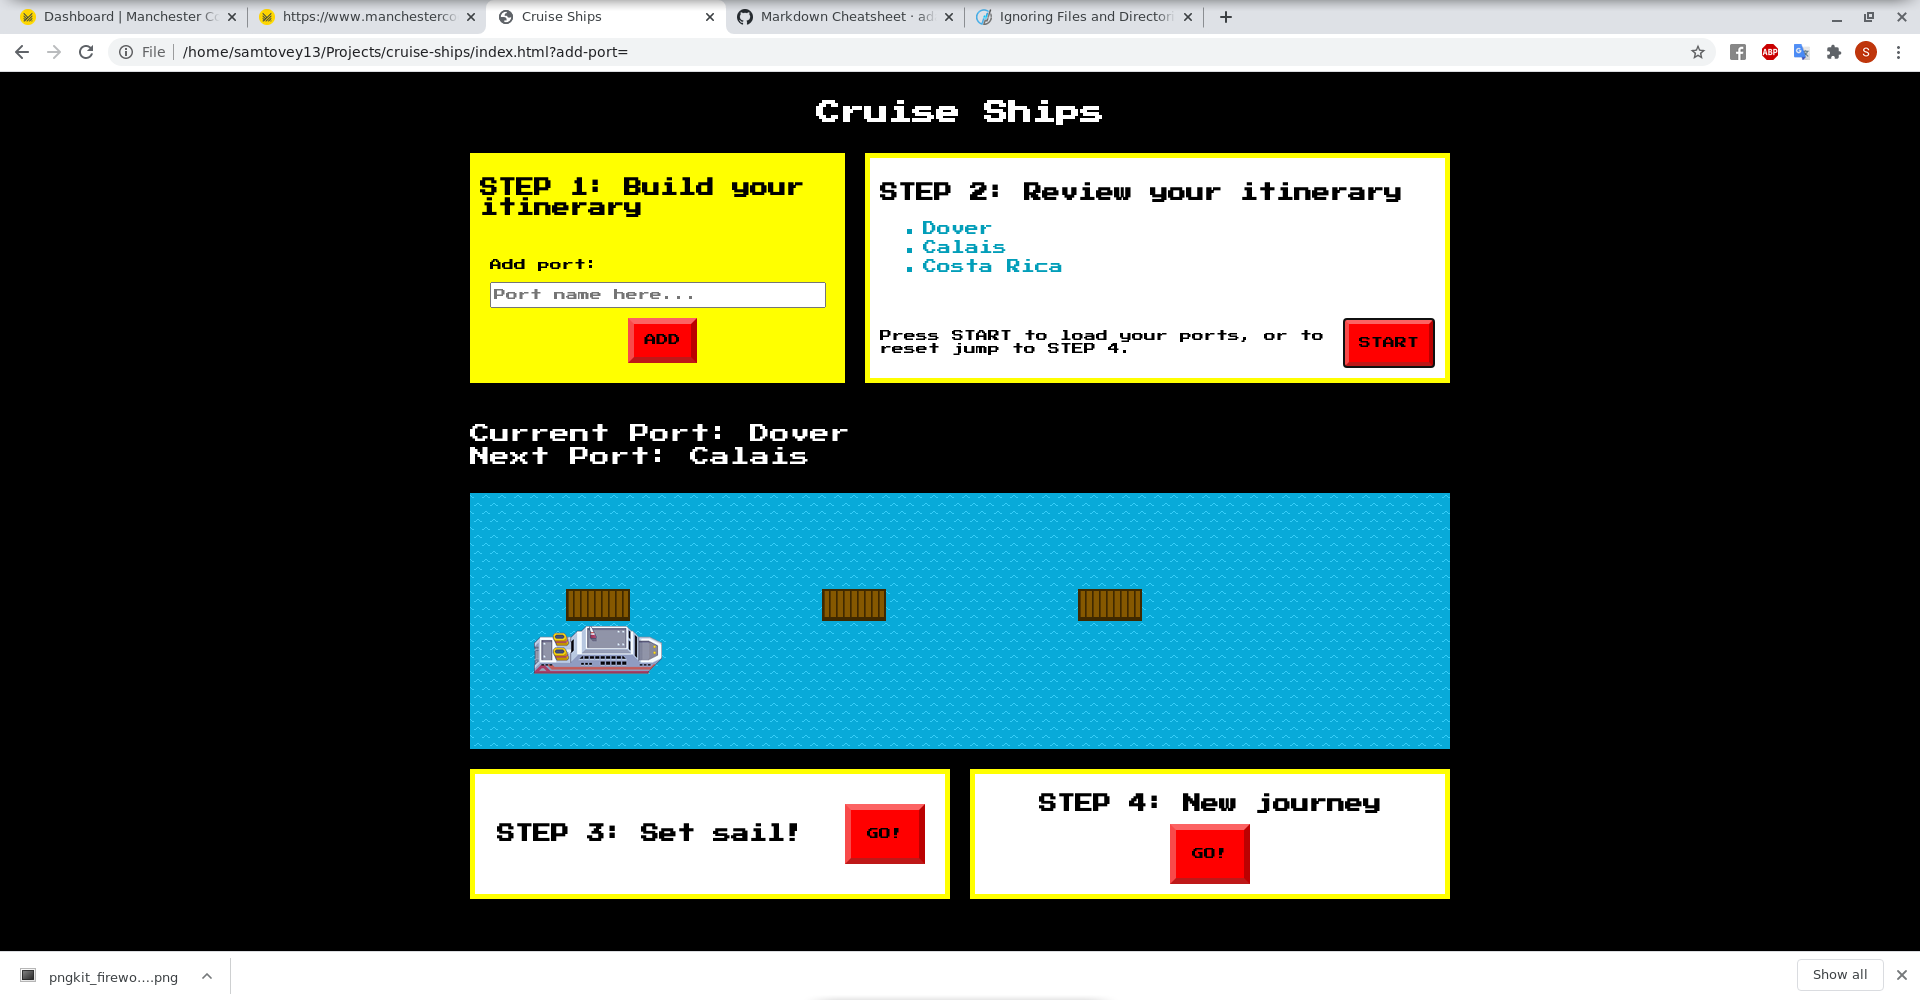 Dashboard | Manchester Co
https://www.manchesterco
Cruise Ships
Markdown Cheatsheet · ad
Ignoring Files and Director
File
/home/samtovey13/Projects/cruise-ships/index.html?add-port=
ABP
S
Cruise Ships
STEP 1: Build your
itinerary
Add port:
Port name here...
ADD
STEP 2: Review your itinerary
Dover
Calais
Costa Rica
Press START to load your ports, or to
reset jump to STEP 4.
START
Current Port: Dover
Next Port: Calais
STEP 3: Set sail!
GO!
STEP 4: New journey
GO!
pngkit_firewo....png
Show all